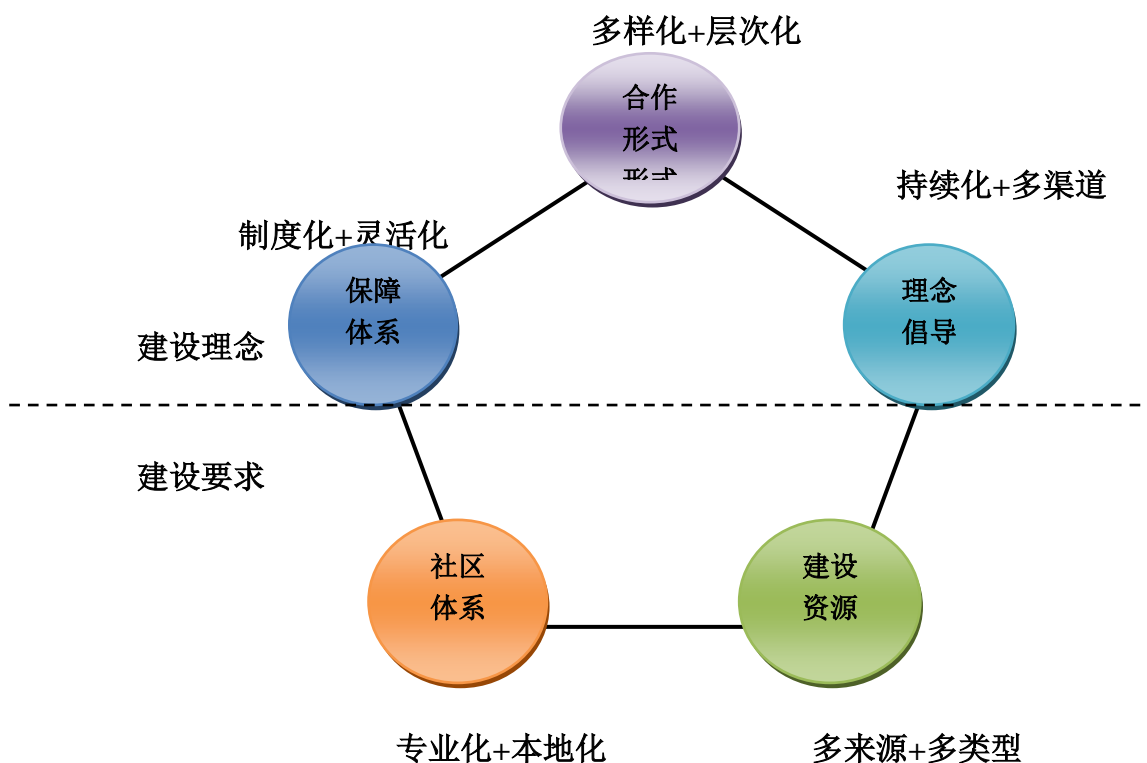 多样化+层次化
合作
形式
形式
持续化+多渠道
制度化+灵活化
保障
体系
理念
倡导
建设理念
建设要求
社区
体系
建设
资源
专业化+本地化
多来源+多类型